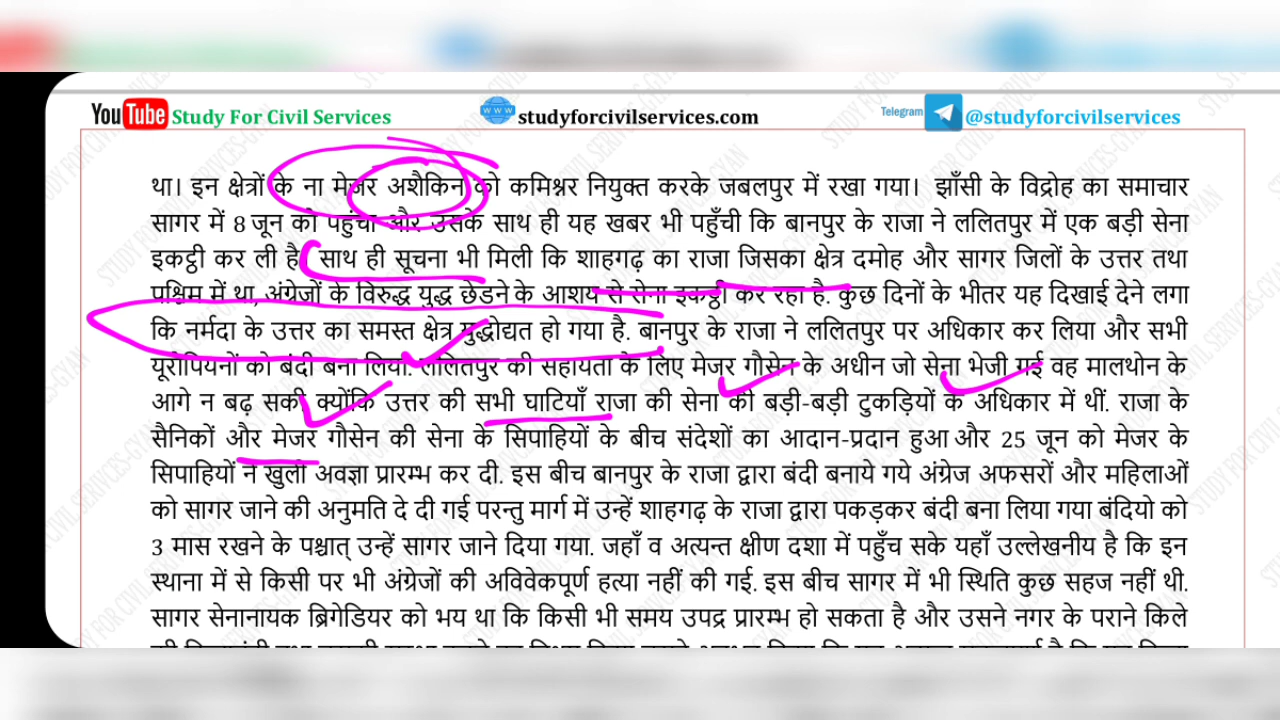 YouTube Study For Civil Services
www studyforcivilservices.com
Telegram @studyforcivilservices
था। इन क्षेत्रों के ना मेजर अशैकिन को कमिश्नर नियुक्त करके जबलपुर में रखा गया। झाँसी के विद्रोह का समाचार
सागर में 8 जून को पहुंचा और उसके साथ ही यह खबर भी पहुँची कि बानपुर के राजा ने ललितपुर में एक बड़ी सेना
इकट्ठी कर ली है साथ ही सूचना भी मिली कि शाहगढ़ का राजा जिसका क्षेत्र दमोह और सागर जिलों के उत्तर तथा
पश्चिम में था, अंग्रेजों के विरुद्ध युद्ध छेडने के आशय से सेना इकट्ठी कर रहा है. कुछ दिनों के भीतर यह दिखाई देने लगा
कि नर्मदा के उत्तर का समस्त क्षेत्र युद्धोद्यत हो गया है. बानपुर के राजा ने ललितपुर पर अधिकार कर लिया और सभी
यूरोपियनों को बंदी बना लिया. ललितपुर की सहायता के लिए मेजर गौसेन के अधीन जो सेना भेजी गई वह मालथोन के
आगे न बढ़ सकी, क्योंकि उत्तर की सभी घाटियाँ राजा की सेना की बड़ी-बड़ी टुकड़ियों के अधिकार में थीं. राजा के
सैनिकों और मेजर गौसेन की सेना के सिपाहियों के बीच संदेशों का आदान-प्रदान हुआ और 25 जून को मेजर के
सिपाहियों ने खुली अवज्ञा प्रारम्भ कर दी. इस बीच बानपुर के राजा द्वारा बंदी बनाये गये अंग्रेज अफसरों और महिलाओं
को सागर जाने की अनुमति दे दी गई परन्तु मार्ग में उन्हें शाहगढ़ के राजा द्वारा पकड़कर बंदी बना लिया गया बंदियो को
3 मास रखने के पश्चात् उन्हें सागर जाने दिया गया. जहाँ व अत्यन्त क्षीण दशा में पहुँच सके यहाँ उल्लेखनीय है कि इन
स्थाना में से किसी पर भी अंग्रेजों की अविवेकपूर्ण हत्या नहीं की गई. इस बीच सागर में भी स्थिति कुछ सहज नहीं थी.
सागर सेनानायक ब्रिगेडियर को भय था कि किसी भी समय उपद्र प्रारम्भ हो सकता है और उसने नगर के पराने किले